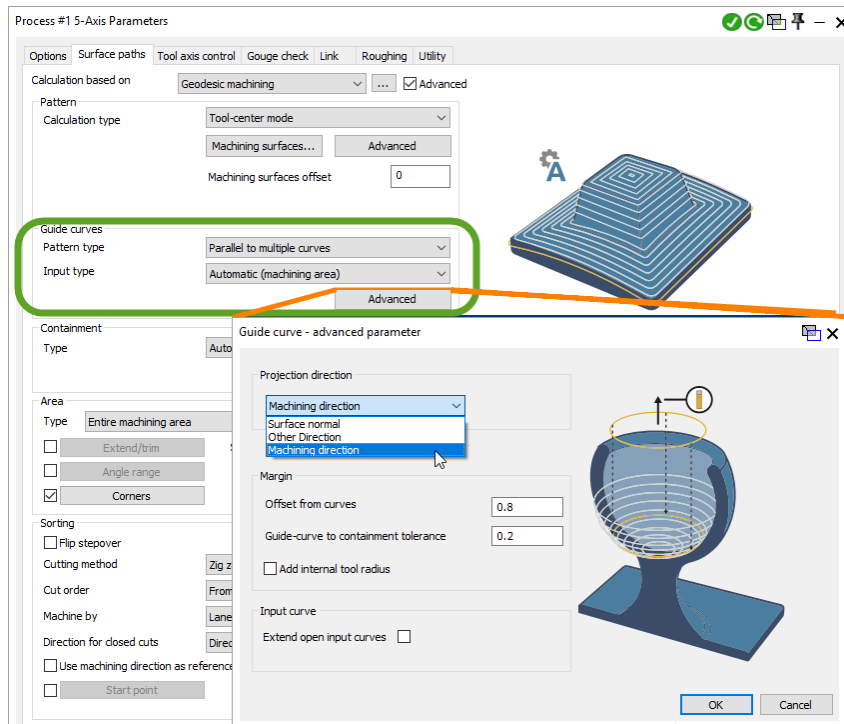 Process #1 5-Axis Parameters
Options Surface paths Tool axis control Gouge check Link Roughing Utility
Calculation based on Geodesic machining ... Advanced
Pattern
Calculation type Tool-center mode
Machining surfaces... Advanced
Machining surfaces offset 0
A
Guide curves
Pattern type Parallel to multiple curves
Input type Automatic (machining area)
Advanced
Containment
Type Auto
Area
Type Entire machining area
Extend/trim
Angle range
Corners
Sorting
Flip stepover
Cutting method Zig z
Cut order From
Machine by Lane
Direction for closed cuts Direc
Use machining direction as reference
Start point
Guide curve - advanced parameter
Projection direction
Machining direction
Surface normal
Other Direction
Machining direction
Margin
Offset from curves 0.8
Guide-curve to containment tolerance 0.2
Add internal tool radius
Input curve
Extend open input curves
OK Cancel